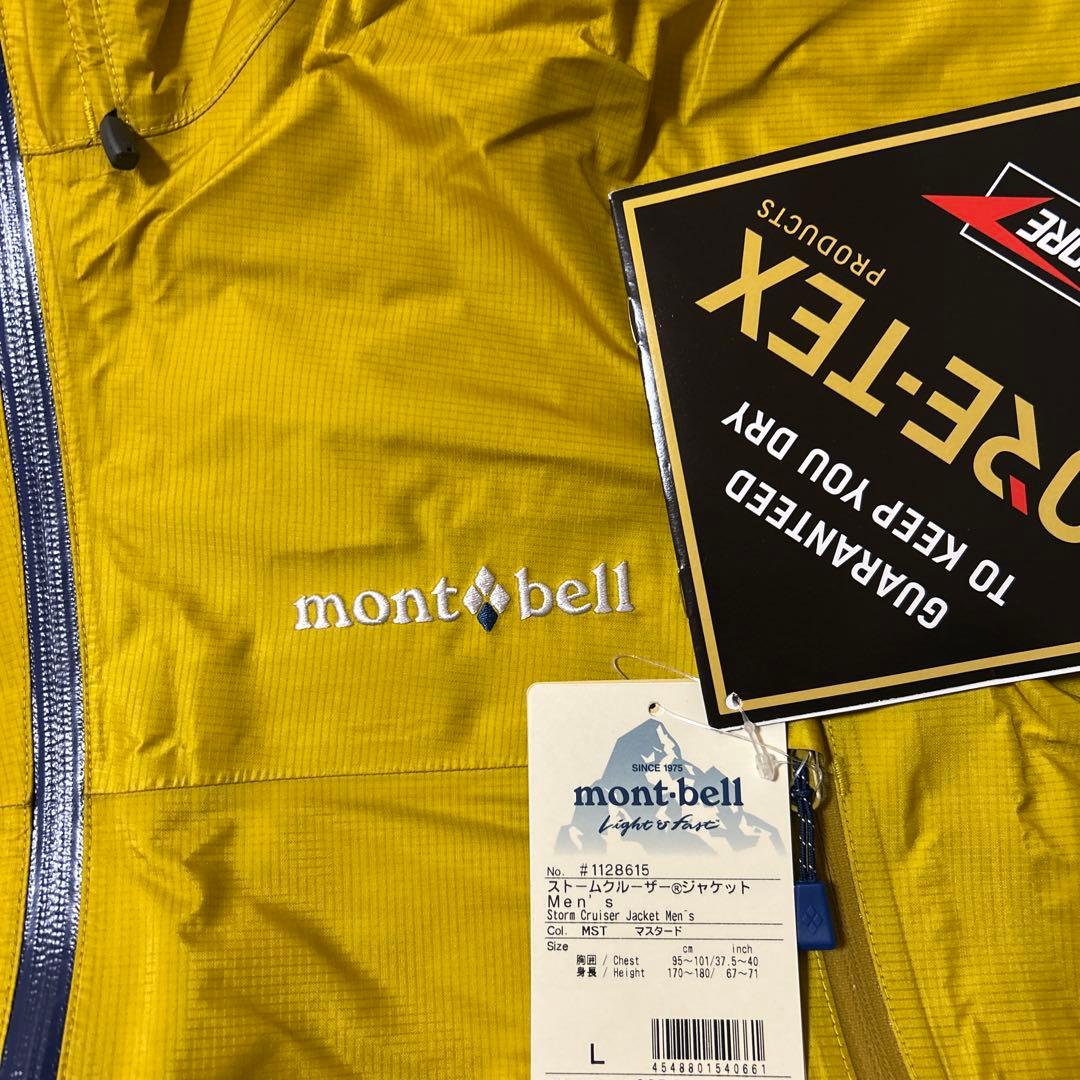 mont bell
GORE
GORE-TEX
PRODUCTS
GUARANTEED
TO KEEP YOU DRY
SINCE 1975
mont-bell
Light & Fast
No. #1128615
ストームクルーザー®ジャケット
Men's
Storm Cruiser Jacket Men`s
Col. MST マスタード
Size cm inch
胸囲 / Chest 95~101/37.5~40
身長 / Height 170~180/ 67~71
L
4548801540661